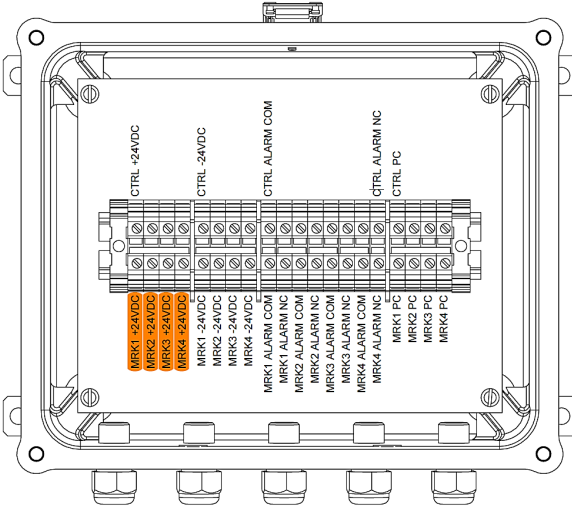 CTRL +24VDC
CTRL -24VDC
CTRL ALARM COM
CTRL ALARM NC
CTRL PC
MRK1 +24VDC
MRK2 +24VDC
MRK3 +24VDC
MRK4 +24VDC
MRK1 -24VDC
MRK2 -24VDC
MRK3 -24VDC
MRK4 -24VDC
MRK1 ALARM COM
MRK1 ALARM NC
MRK2 ALARM COM
MRK2 ALARM NC
MRK3 ALARM COM
MRK3 ALARM NC
MRK4 ALARM COM
MRK4 ALARM NC
MRK1 PC
MRK2 PC
MRK3 PC
MRK4 PC